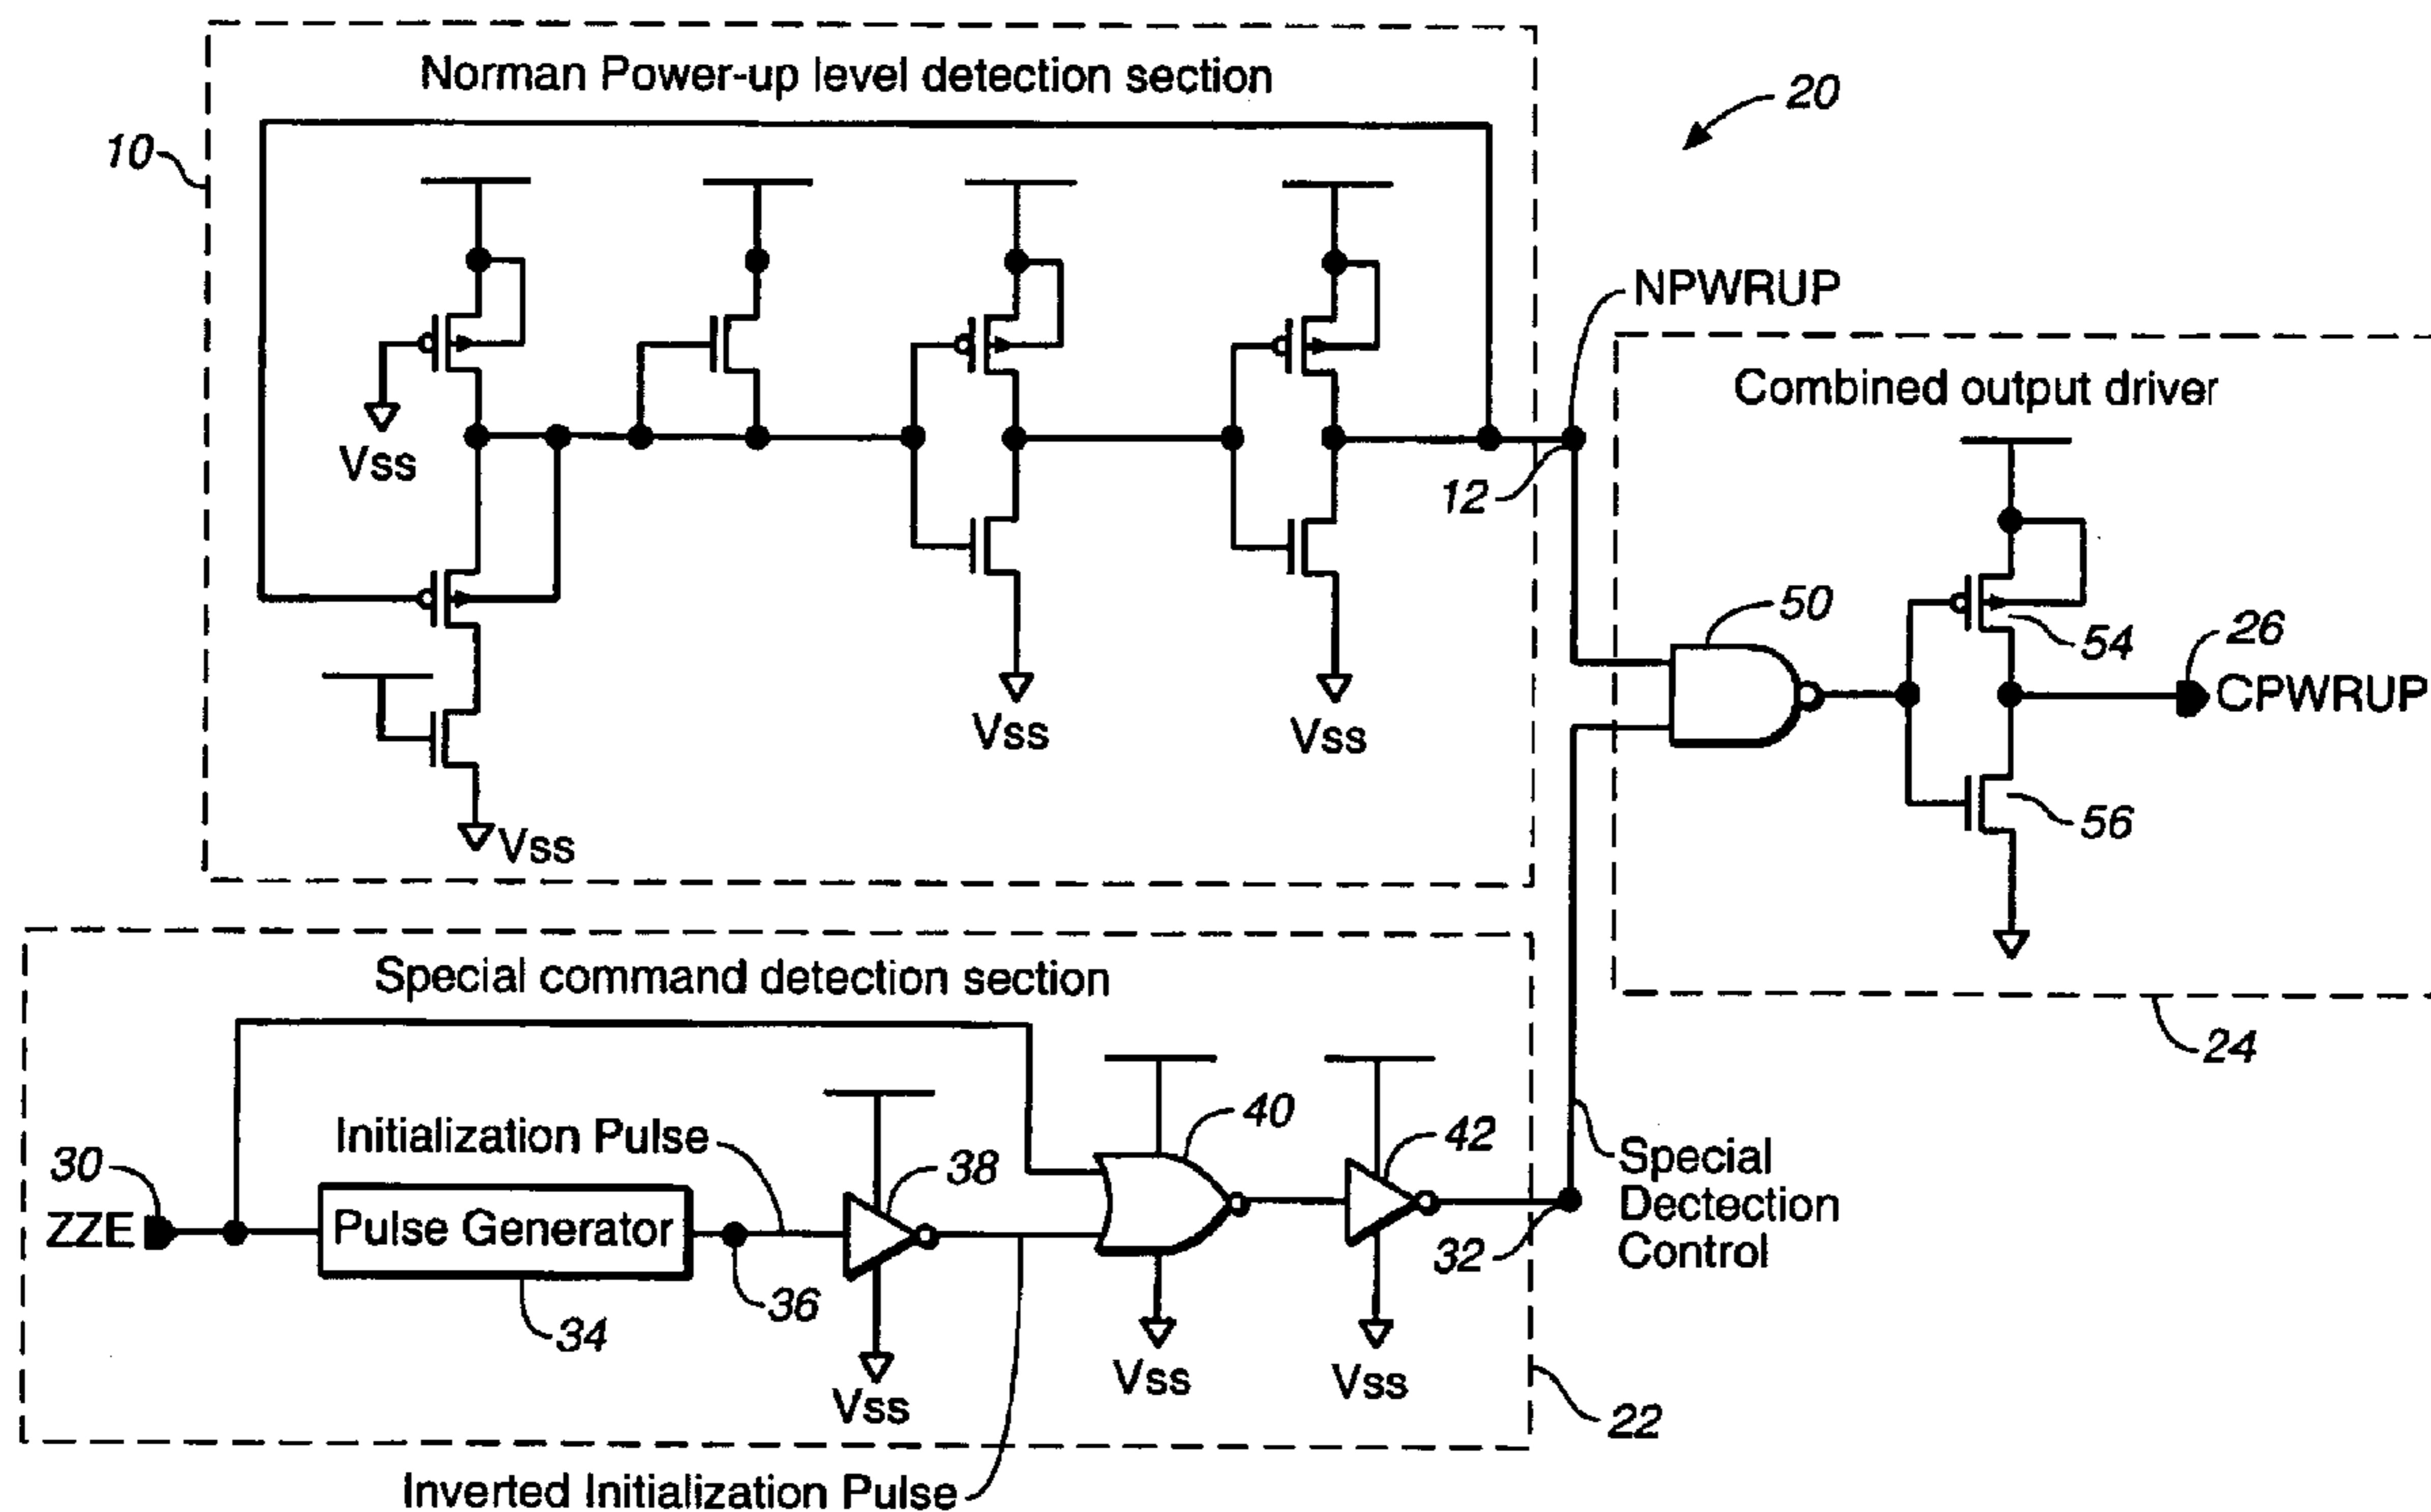 Norman Power-up level detection section
20
10
NPWRUP
Combined output driver
Vss
12
50
54
26
CPWRUP
Vss
Vss
56
Vss
Special command detection section
24
40
Initialization Pulse
42
30
38
Special
Dectection
Control
ZZE
Pulse Generator
32
36
34
Vss
Vss
Vss
22
Inverted Initialization Pulse